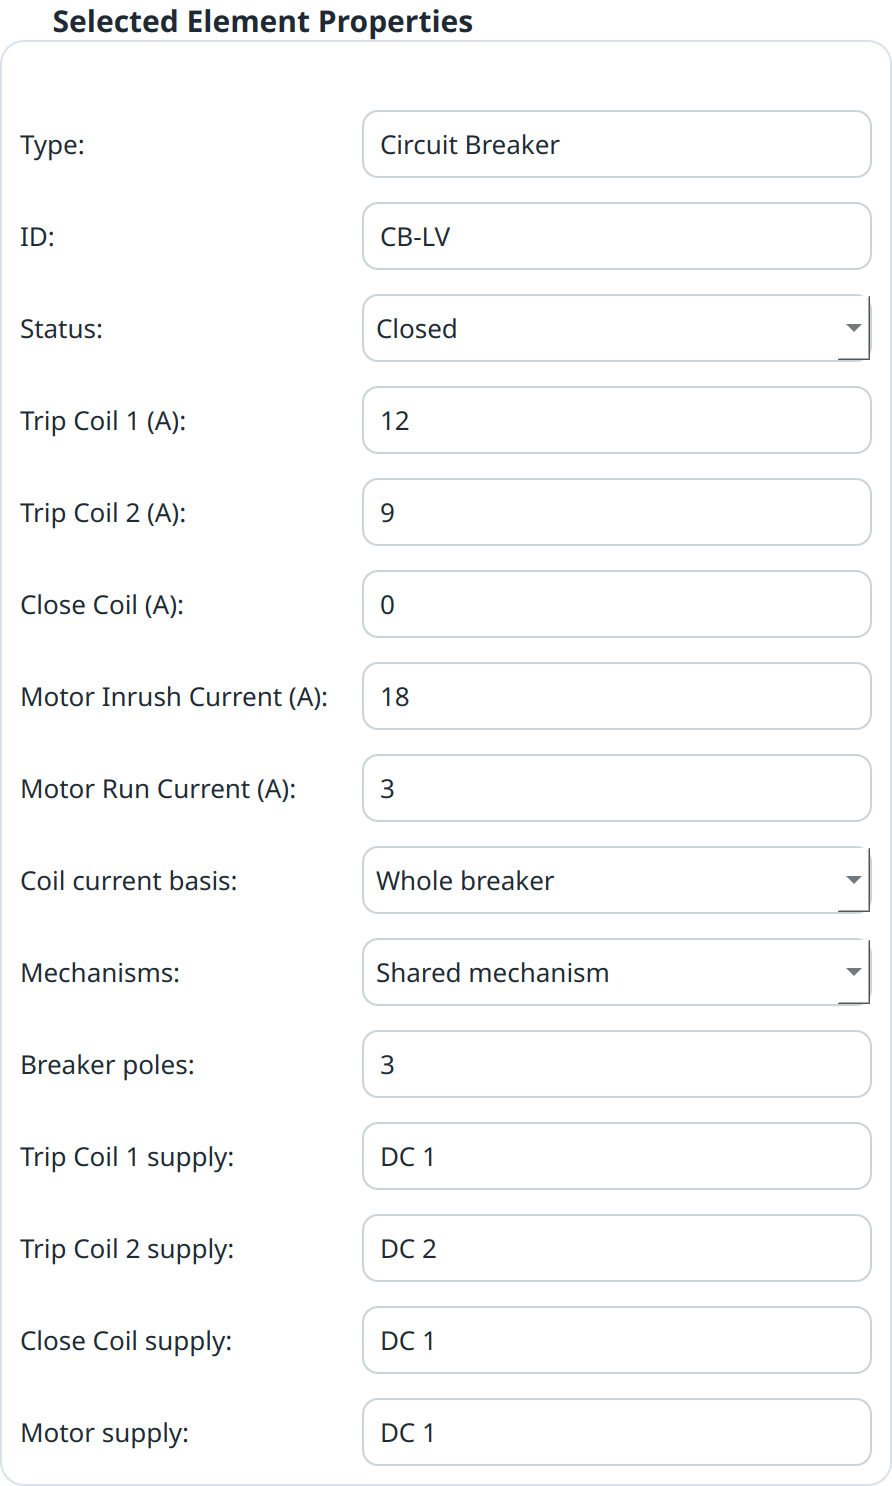 Selected Element Properties
Type: Circuit Breaker
ID: CB-LV
Status: Closed
Trip Coil 1 (A): 12
Trip Coil 2 (A): 9
Close Coil (A): 0
Motor Inrush Current (A): 18
Motor Run Current (A): 3
Coil current basis: Whole breaker
Mechanisms: Shared mechanism
Breaker poles: 3
Trip Coil 1 supply: DC 1
Trip Coil 2 supply: DC 2
Close Coil supply: DC 1
Motor supply: DC 1